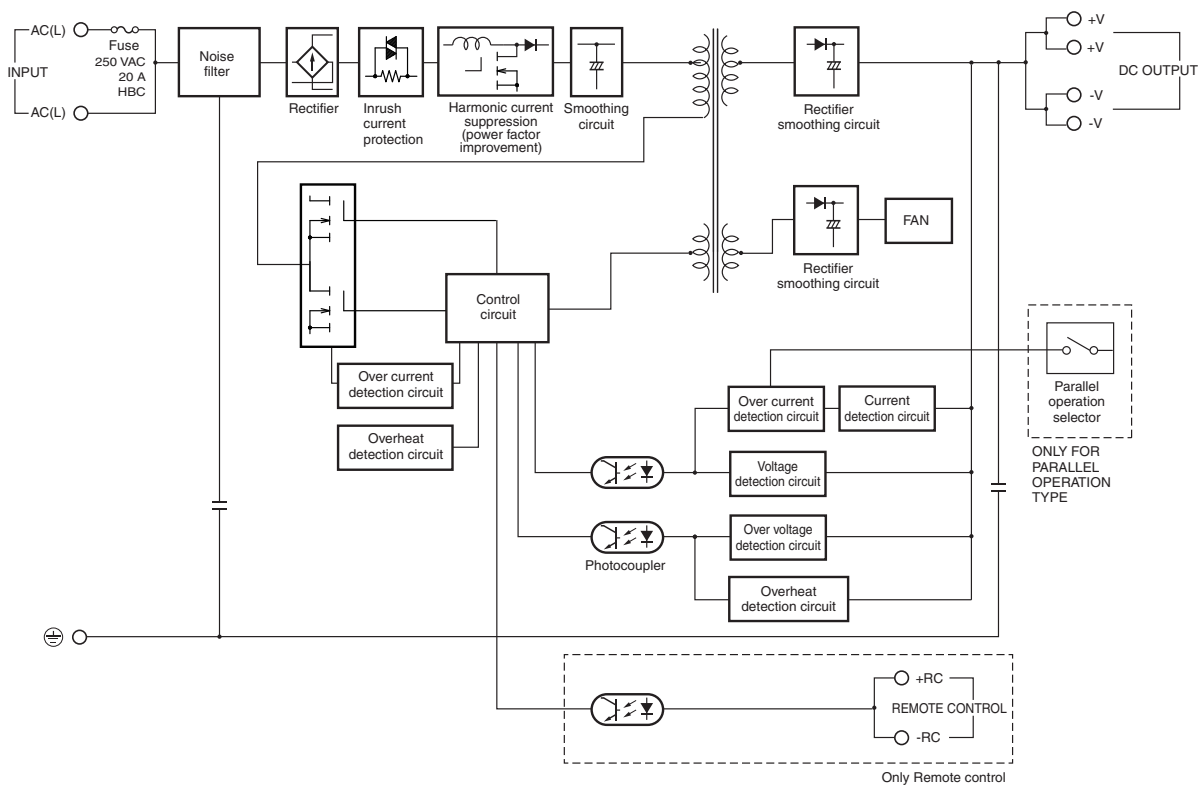 AC(L)
Fuse
250 VAC
20 A
HBC
INPUT
AC(L)
Noise
filter
Rectifier
Inrush
current
protection
Harmonic current
suppression
(power factor
improvement)
Smoothing
circuit
Rectifier
smoothing circuit
+V
+V
DC OUTPUT
-V
-V
Rectifier
smoothing circuit
FAN
Control
circuit
Over current
detection circuit
Overheat
detection circuit
Over current
detection circuit
Current
detection circuit
Parallel
operation
selector
ONLY FOR
PARALLEL
OPERATION
TYPE
Voltage
detection circuit
Over voltage
detection circuit
Photocoupler
Overheat
detection circuit
+RC
REMOTE CONTROL
-RC
Only Remote control